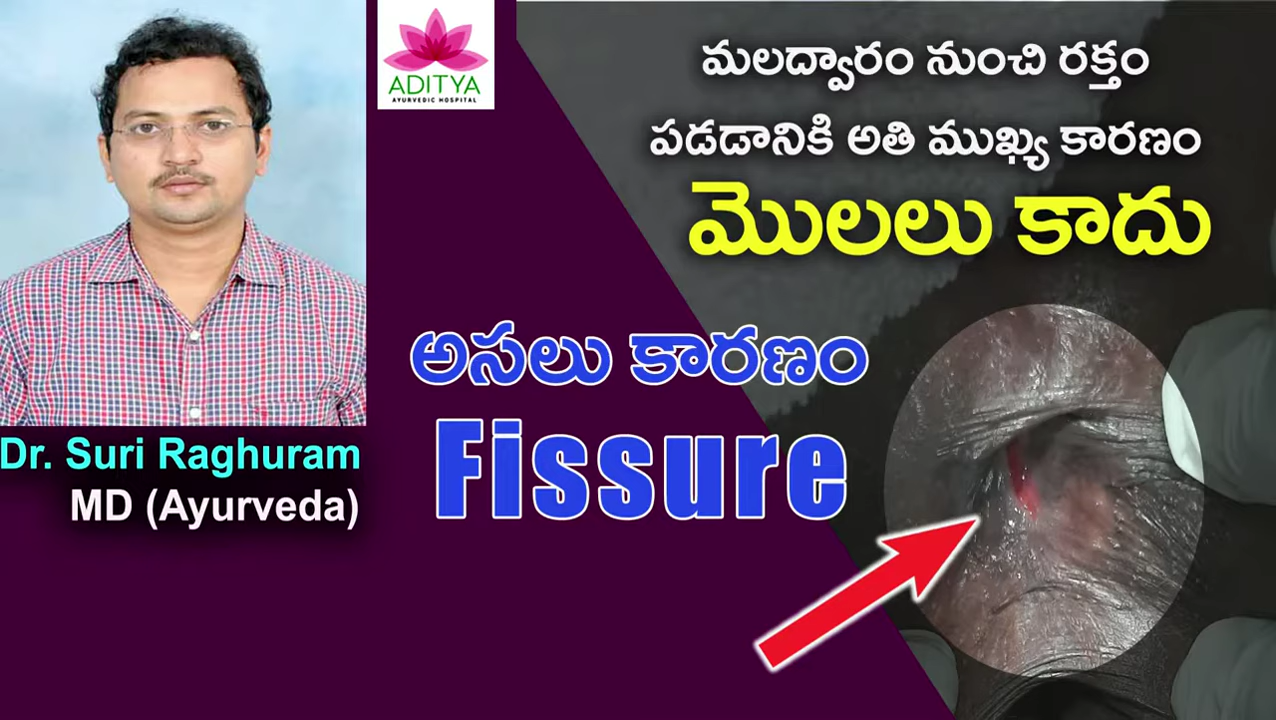 ADITYA
AYURVEDIC HOSPITAL
మలద్వారం నుంచి రక్తం
పడడానికి అతి ముఖ్య కారణం
మొలలు కాదు
అసలు కారణం
Fissure
Dr. Suri Raghuram
MD (Ayurveda)